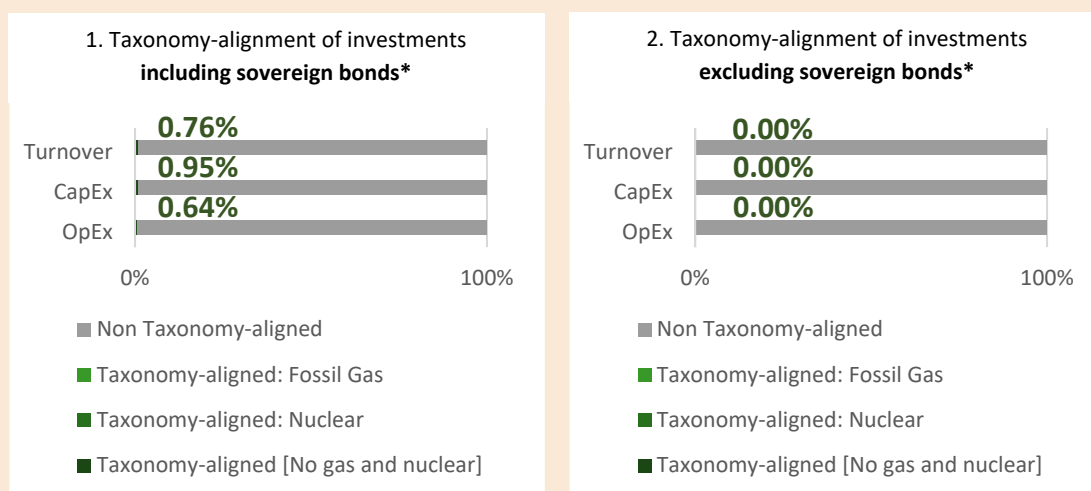 1. Taxonomy-alignment of investments
including sovereign bonds*
0.76%
Turnover
0.95%
CapEx
0.64%
OpEx
0%
100%
Non Taxonomy-aligned
Taxonomy-aligned: Fossil Gas
Taxonomy-aligned: Nuclear
Taxonomy-aligned [No gas and nuclear]
2. Taxonomy-alignment of investments
excluding sovereign bonds*
0.00%
Turnover
0.00%
CapEx
0.00%
OpEx
0%
100%
Non Taxonomy-aligned
Taxonomy-aligned: Fossil Gas
Taxonomy-aligned: Nuclear
Taxonomy-aligned [No gas and nuclear]